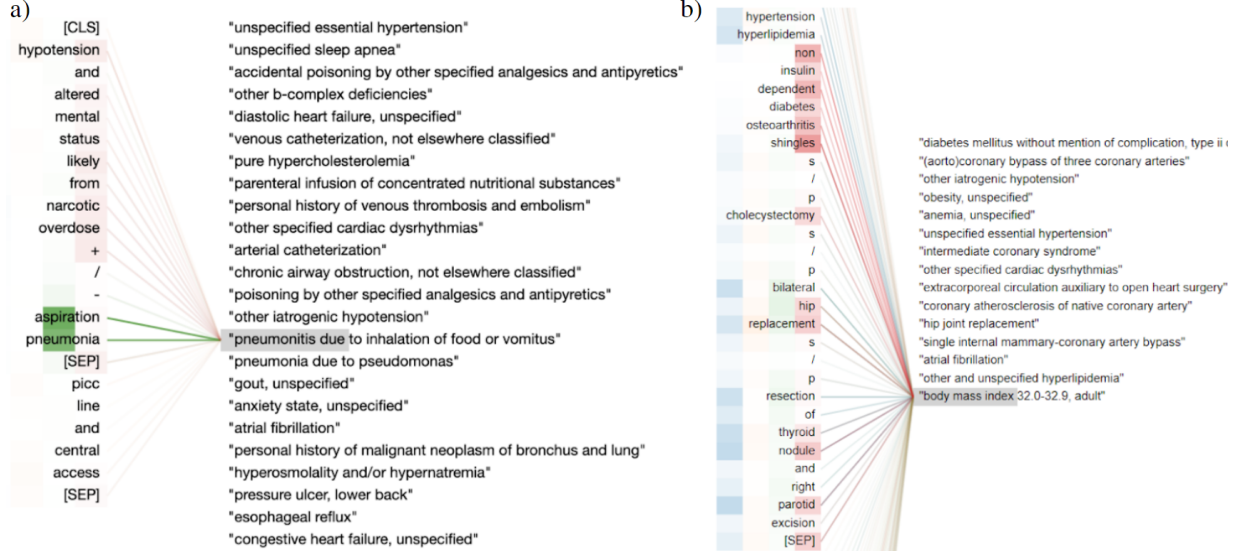 a)
[CLS]
hypotension
and
altered
mental
status
likely
from
narcotic
overdose
+
/
-
aspiration
pneumonia
[SEP]
picc
line
and
central
access
[SEP]
"unspecified essential hypertension"
"unspecified sleep apnea"
"accidental poisoning by other specified analgesics and antipyretics"
"other b-complex deficiencies"
"diastolic heart failure, unspecified"
"venous catheterization, not elsewhere classified"
"pure hypercholesterolemia"
"parenteral infusion of concentrated nutritional substances"
"personal history of venous thrombosis and embolism"
"other specified cardiac dysrhythmias"
"arterial catheterization"
"chronic airway obstruction, not elsewhere classified"
"poisoning by other specified analgesics and antipyretics"
"other iatrogenic hypotension"
"pneumonitis due to inhalation of food or vomitus"
"pneumonia due to pseudomonas"
"gout, unspecified"
"anxiety state, unspecified"
"atrial fibrillation"
"personal history of malignant neoplasm of bronchus and lung"
"hyperosmolality and/or hypernatremia"
"pressure ulcer, lower back"
"esophageal reflux"
"congestive heart failure, unspecified"
b)
hypertension
hyperlipidemia
non
insulin
dependent
diabetes
osteoarthritis
shingles
s
/
p
cholecystectomy
s
/
p
bilateral
hip
replacement
s
/
p
resection
of
thyroid
nodule
and
right
parotid
excision
[SEP]
"diabetes mellitus without mention of complication, type ii
"(aorto)coronary bypass of three coronary arteries"
"other iatrogenic hypotension"
"obesity, unspecified"
"anemia, unspecified"
"unspecified essential hypertension"
"intermediate coronary syndrome"
"other specified cardiac dysrhythmias"
"extracorporeal circulation auxiliary to open heart surgery"
"coronary atherosclerosis of native coronary artery"
"hip joint replacement"
"single internal mammary-coronary artery bypass"
"atrial fibrillation"
"other and unspecified hyperlipidemia"
"body mass index 32.0-32.9, adult"